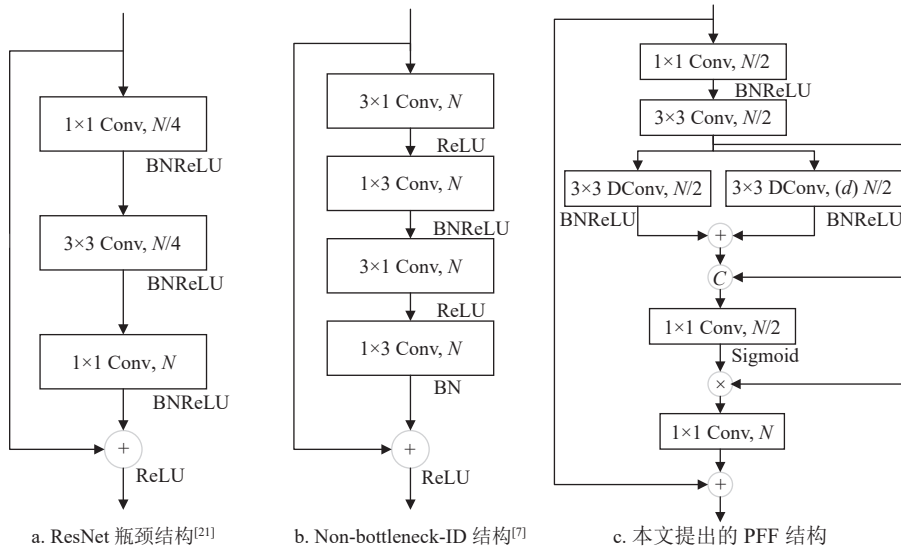 1×1 Conv, N/4
BNReLU
3×3 Conv, N/4
BNReLU
1×1 Conv, N
BNReLU
+
ReLU
a. ResNet 瓶颈结构[21]
3×1 Conv, N
ReLU
1×3 Conv, N
BNReLU
3×1 Conv, N
ReLU
1×3 Conv, N
BN
+
ReLU
b. Non-bottleneck-ID 结构[7]
1×1 Conv, N/2
BNReLU
3×3 Conv, N/2
3×3 DConv, N/2
3×3 DConv, (d) N/2
BNReLU
BNReLU
+
C
1×1 Conv, N/2
Sigmoid
×
1×1 Conv, N
+
c. 本文提出的 PFF 结构